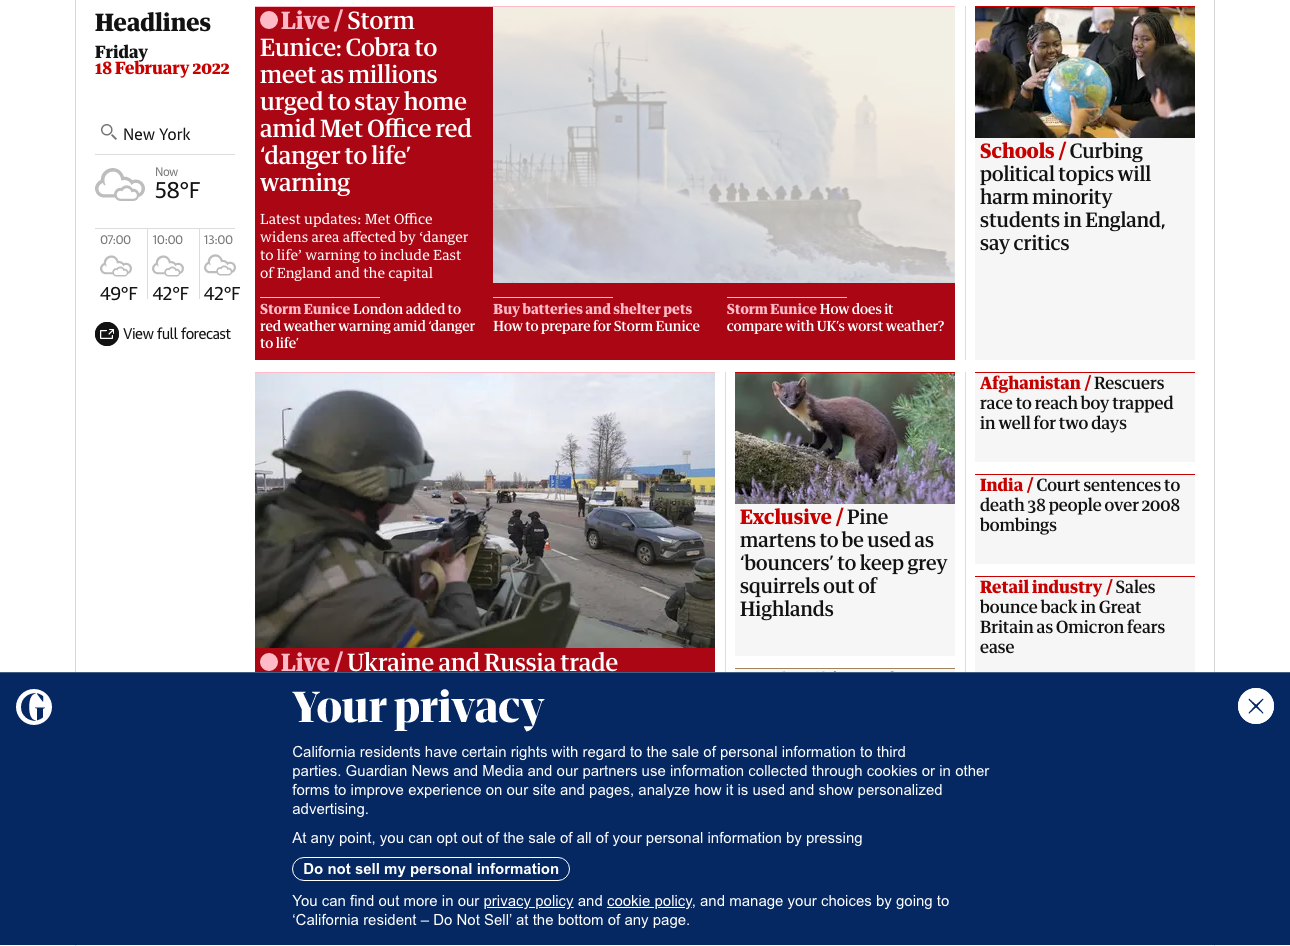 Headlines
Friday
18 February 2022
New York
Now
58°F
07:00
10:00
13:00
49°F
42°F
42°F
View full forecast
Live / Storm
Eunice: Cobra to
meet as millions
urged to stay home
amid Met Office red
‘danger to life’
warning
Latest updates: Met Office
widens area affected by ‘danger
to life’ warning to include East
of England and the capital
Storm Eunice London added to
red weather warning amid ‘danger
to life’
Buy batteries and shelter pets
How to prepare for Storm Eunice
Storm Eunice How does it
compare with UK’s worst weather?
Schools / Curbing
political topics will
harm minority
students in England,
say critics
Live / Ukraine and Russia trade
Exclusive / Pine
martens to be used as
‘bouncers’ to keep grey
squirrels out of
Highlands
Afghanistan / Rescuers
race to reach boy trapped
in well for two days
India / Court sentences to
death 38 people over 2008
bombings
Retail industry / Sales
bounce back in Great
Britain as Omicron fears
ease
Your privacy
California residents have certain rights with regard to the sale of personal information to third
parties. Guardian News and Media and our partners use information collected through cookies or in other
forms to improve experience on our site and pages, analyze how it is used and show personalized
advertising.
At any point, you can opt out of the sale of all of your personal information by pressing
Do not sell my personal information
You can find out more in our privacy policy and cookie policy, and manage your choices by going to
‘California resident – Do Not Sell’ at the bottom of any page.